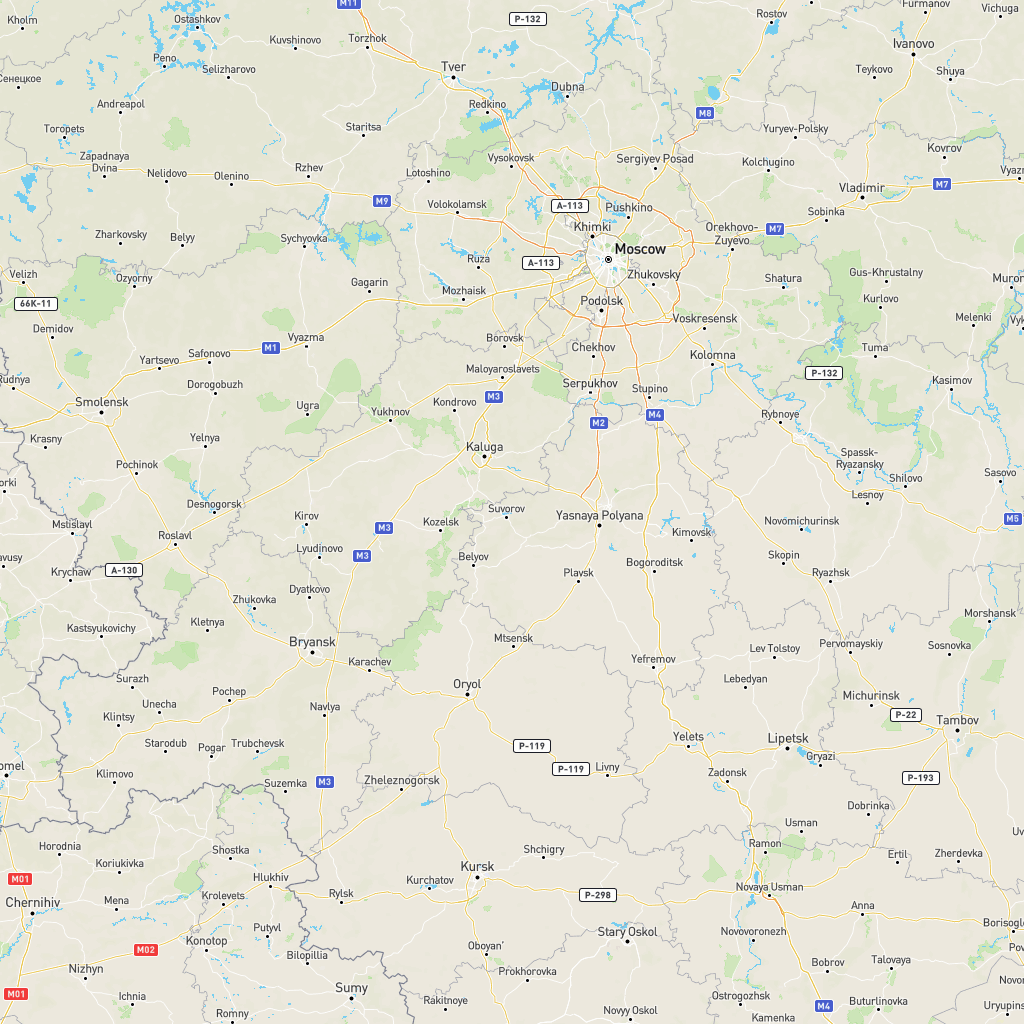 M11
Kholm
Ostashkov
P-132
Rostov
Furmanov
Vichuga
Kuvshinovo
Torzhok
Ivanovo
Peno
Selizharovo
Tver
Teykovo
Shuya
Сенецкое
Dubna
Andreapol
Redkino
M8
Toropets
Staritsa
Yuryev-Polsky
Kovrov
Zapadnaya
Dvina
Nelidovo
Olenino
Rzhev
Vysokovsk
Sergiyev Posad
Kolchugino
Lotoshino
M7
Vladimir
M9
Volokolamsk
A-113
Pushkino
Sobinka
Khimki
Orekhovo-
Zuyevo
M7
Zharkovsky
Belyy
Sychyovka
Moscow
Ruza
A-113
Zhukovsky
Velizh
Ozyorny
Gagarin
Shatura
Gus-Khrustalny
Mozhaisk
Podolsk
Kurlovo
66K-11
Demidov
Voskresensk
Melenki
Vyazma
Borovsk
M1
Chekhov
Kolomna
Tuma
Yartsevo
Safonovo
Maloyaroslavets
P-132
Dorogobuzh
Serpukhov
Stupino
Kasimov
Smolensk
Ugra
Yukhnov
Kondrovo
M3
M2
M4
Rybnoye
Krasny
Yelnya
Kaluga
Spassk-
Ryazansky
Pochinok
Shilovo
Sasovo
Lesnoy
Desnogorsk
Suvorov
Yasnaya Polyana
M5
Mstislavl
Kirov
M3
Kozelsk
Novomichurinsk
Roslavl
Kimovsk
Lyudinovo
M3
Belyov
Skopin
Bogoroditsk
Krychaw
A-130
Plavsk
Ryazhsk
Dyatkovo
Zhukovka
Morshansk
Kastsyukovichy
Kletnya
Bryansk
Mtsensk
Lev Tolstoy
Pervomayskiy
Sosnovka
Karachev
Yefremov
Surazh
Oryol
Lebedyan
Pochep
Michurinsk
Unecha
Navlya
P-22
Klintsy
Tambov
Starodub
Pogar
Trubchevsk
P-119
Yelets
Lipetsk
Gryazi
Klimovo
Suzemka
M3
Zheleznogorsk
P-119
Livny
Zadonsk
P-193
Dobrinka
Usman
Horodnia
Shostka
Shchigry
Ramon
Koriukivka
Ertil
Zherdevka
M01
Hlukhiv
Kurchatov
Kursk
Mena
Krolevets
Rylsk
P-298
Novaya Usman
Chernihiv
Anna
Putyvl
Konotop
Oboyan’
Stary Oskol
Novovoronezh
M02
Bilopillia
Nizhyn
Prokhorovka
Bobrov
Talovaya
M01
Sumy
Ichnia
Rakitnoye
Ostrogozhsk
M4
Buturlinovka
Romny
Novyy Oskol
Kamenka